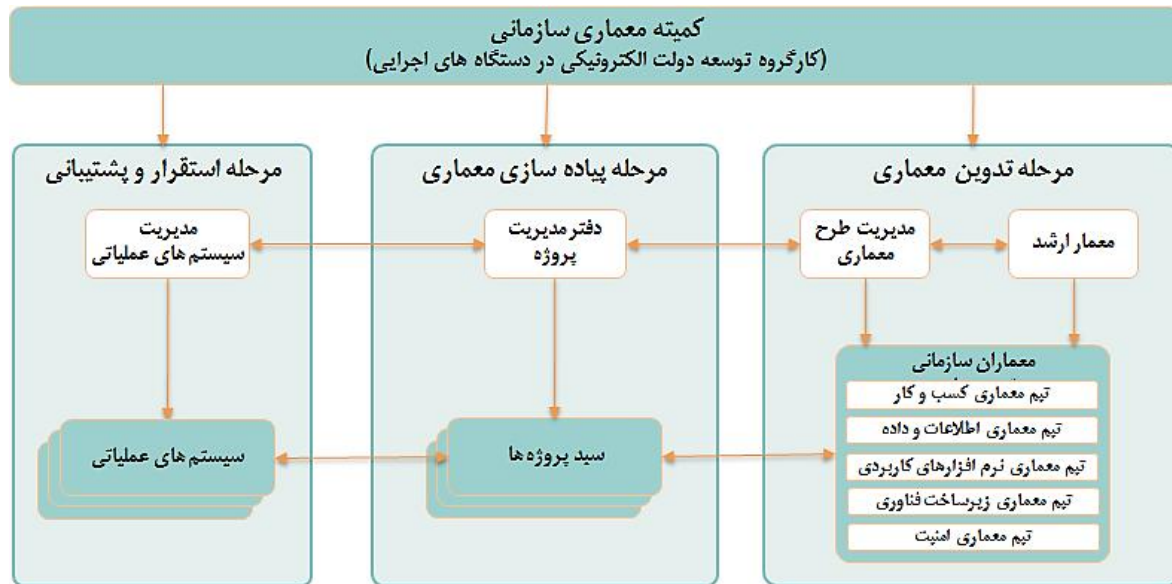 کمیته معماری سازمانی
(کارگروه توسعه دولت الکترونیکی در دستگاه های اجرایی)
مرحله تدوین معماری
معمار ارشد
مدیریت طرح
معماری
معماران سازمانی
تیم معماری کسب و کار
تیم معماری اطلاعات و داده
تیم معماری نرم افزارهای کاربردی
تیم معماری زیرساخت فناوری
تیم معماری امنیت
مرحله پیاده سازی معماری
دفتر مدیریت
پروژه
سبد پروژه ها
مرحله استقرار و پشتیبانی
مدیریت
سیستم های عملیاتی
سیستم های عملیاتی